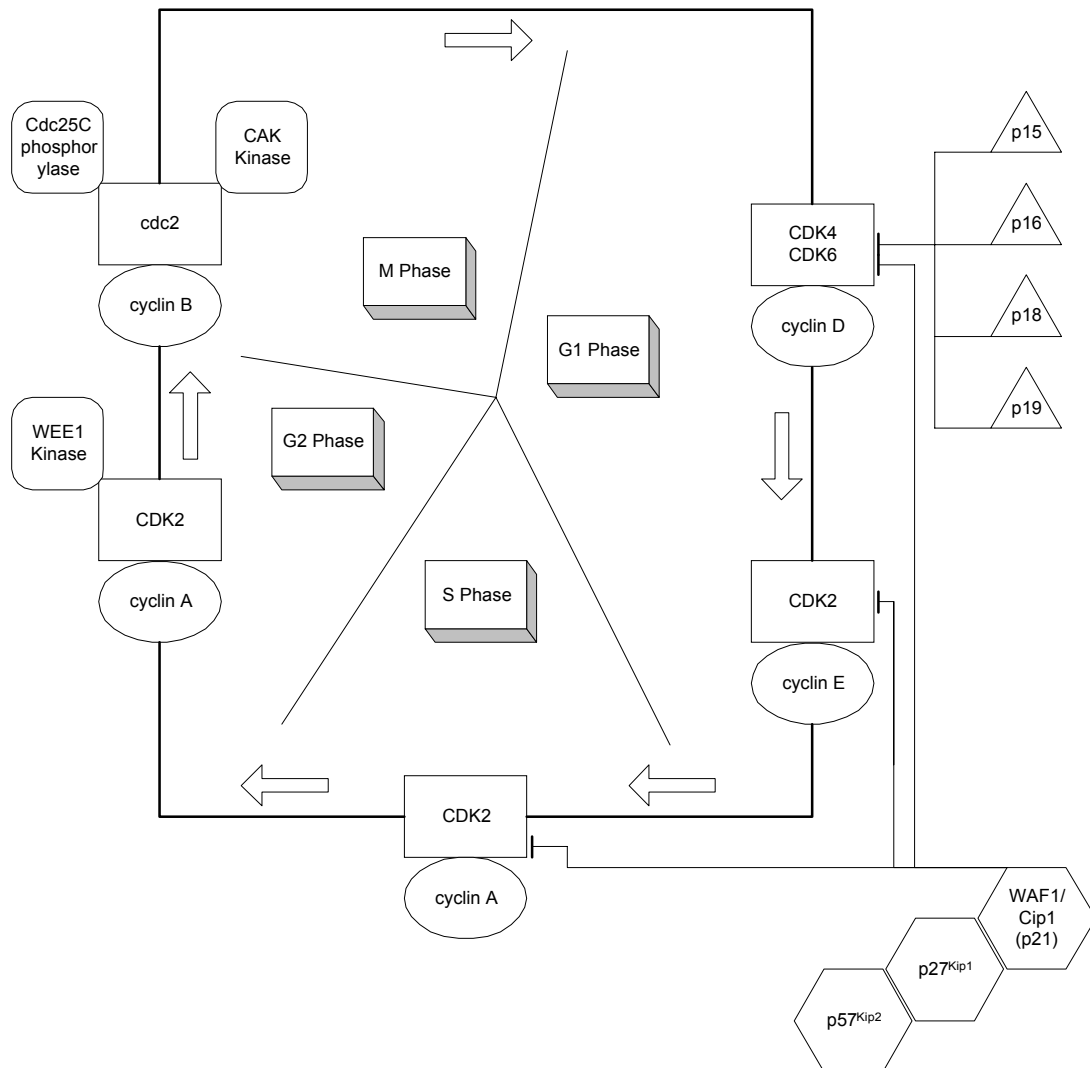 Cdc25C
phosphor
ylase
CAK
Kinase
cdc2
cyclin B
WEE1
Kinase
CDK2
cyclin A
M Phase
G1 Phase
G2 Phase
S Phase
CDK4
CDK6
cyclin D
p15
p16
p18
p19
CDK2
cyclin E
CDK2
cyclin A
WAF1/
Cip1
(p21)
p27Kip1
p57Kip2